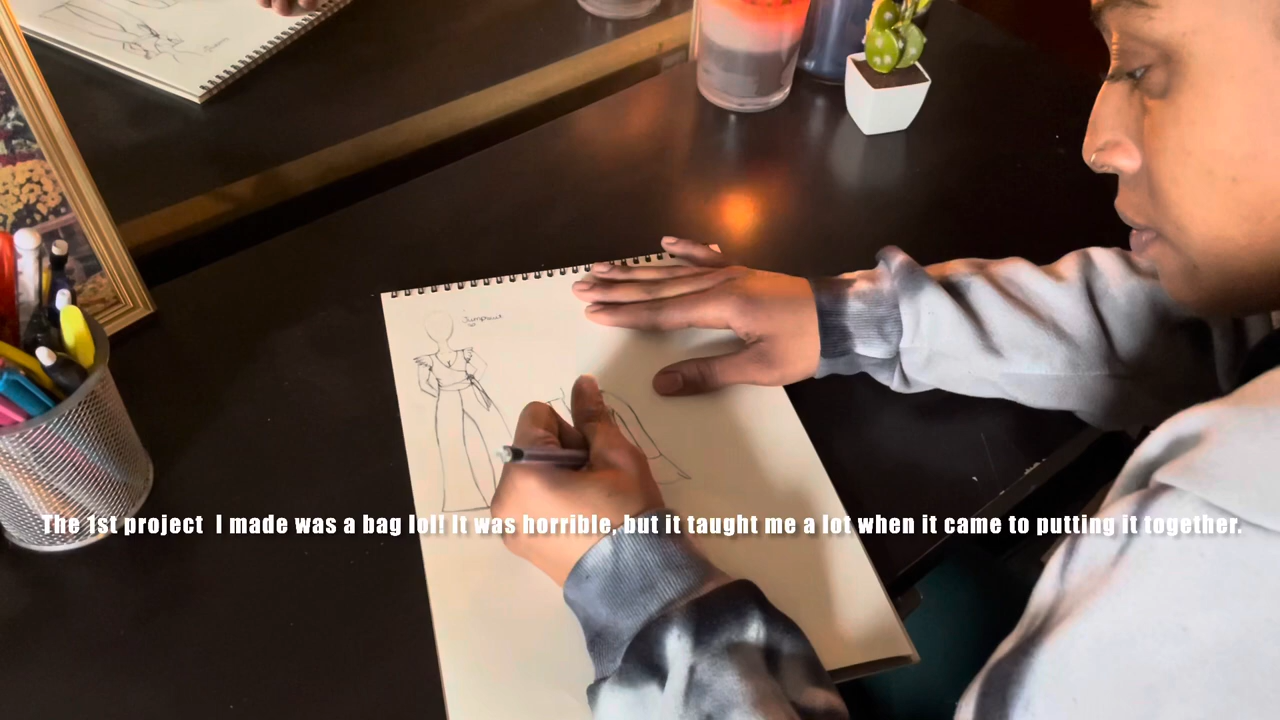 Jumpsuit
The 1st project  I made was a bag lol! It was horrible, but it taught me a lot when it came to putting it together.